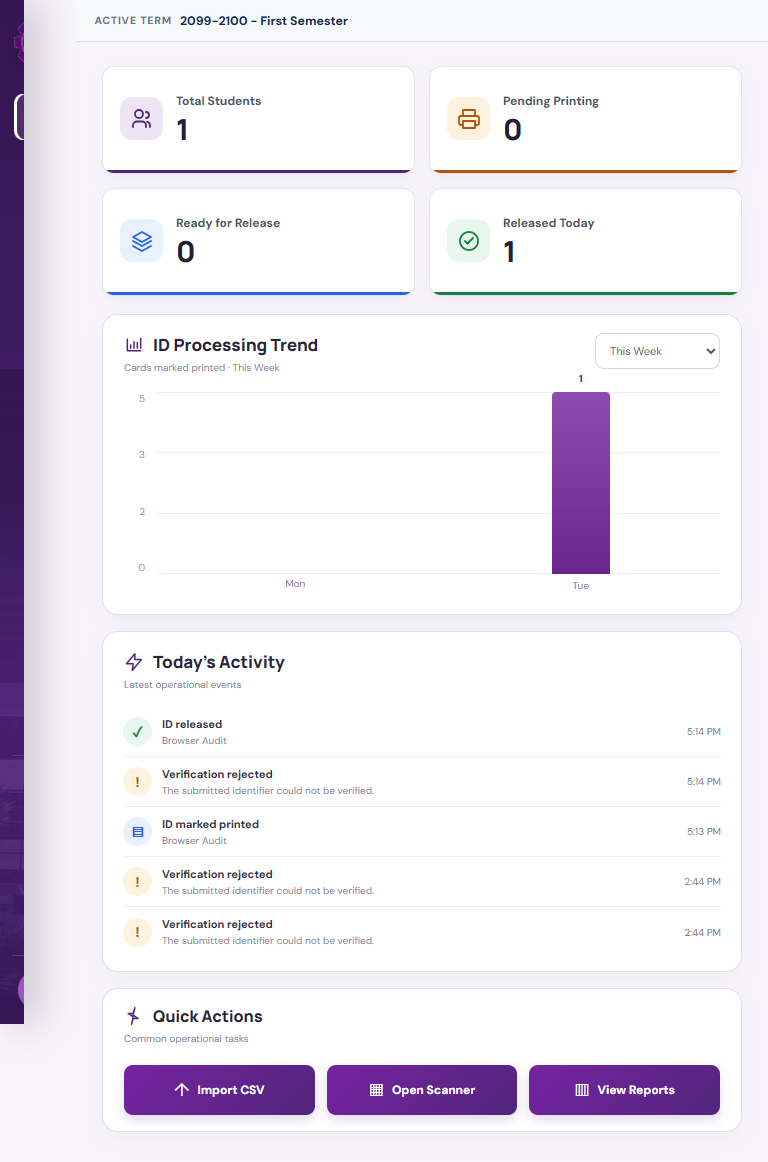 ACTIVE TERM 2099-2100 - First Semester
Total Students
1
Pending Printing
0
Ready for Release
0
Released Today
1
ID Processing Trend
Cards marked printed · This Week
This Week
1
5
3
2
0
Mon
Tue
Today's Activity
Latest operational events
ID released
Browser Audit
5:14 PM
Verification rejected
The submitted identifier could not be verified.
5:14 PM
ID marked printed
Browser Audit
5:13 PM
Verification rejected
The submitted identifier could not be verified.
2:44 PM
Verification rejected
The submitted identifier could not be verified.
2:44 PM
Quick Actions
Common operational tasks
Import CSV
Open Scanner
View Reports